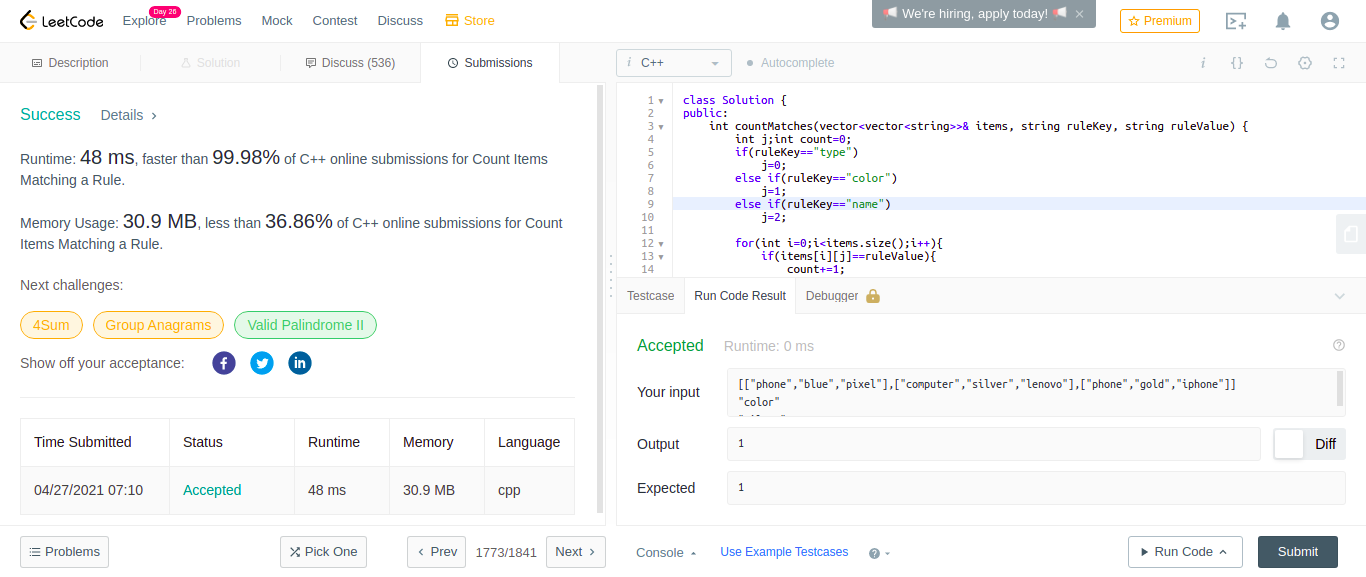 LeetCode
Explore
Day 26
Problems
Mock
Contest
Discuss
Store
We're hiring, apply today!
Premium
Description
Solution
Discuss (536)
Submissions
i C++
Autocomplete
Success
Details
Runtime: 48 ms, faster than 99.98% of C++ online submissions for Count Items
Matching a Rule.
Memory Usage: 30.9 MB, less than 36.86% of C++ online submissions for Count
Items Matching a Rule.
Next challenges:
4Sum
Group Anagrams
Valid Palindrome II
Show off your acceptance:
Time Submitted Status Runtime Memory Language
04/27/2021 07:10 Accepted 48 ms 30.9 MB cpp
Problems
Pick One
Prev
1773/1841
Next
1 class Solution {
2 public:
3 int countMatches(vector<vector<string>>& items, string ruleKey, string ruleValue) {
4 int j;int count=0;
5 if(ruleKey=="type")
6 j=0;
7 else if(ruleKey=="color")
8 j=1;
9 else if(ruleKey=="name")
10 j=2;
11
12 for(int i=0;i<items.size();i++){
13 if(items[i][j]==ruleValue){
14 count+=1;
Testcase
Run Code Result
Debugger
Accepted
Runtime: 0 ms
Your input
[["phone","blue","pixel"],["computer","silver","lenovo"],["phone","gold","iphone"]]
"color"
Output
1
Diff
Expected
1
Console
Use Example Testcases
Run Code
Submit